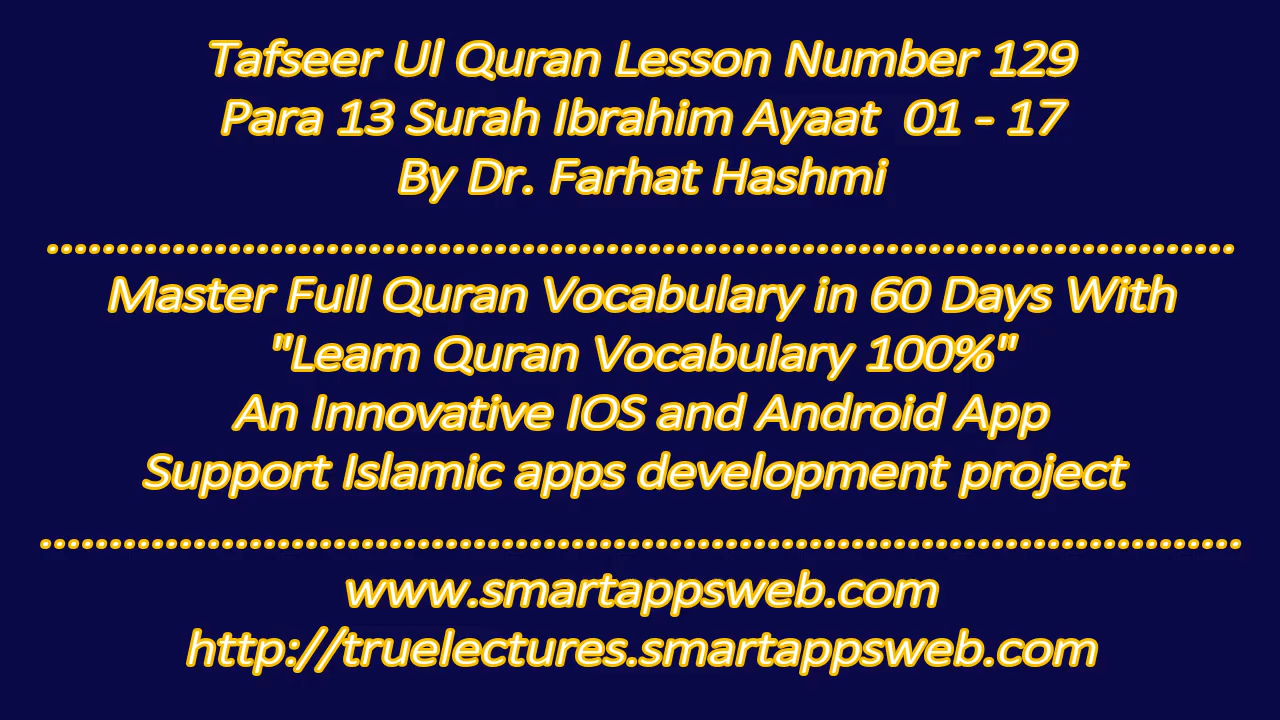 Tafseer Ul Quran Lesson Number 129
Para 13 Surah Ibrahim Ayaat 01 - 17
By Dr. Farhat Hashmi
Master Full Quran Vocabulary in 60 Days With
"Learn Quran Vocabulary 100%"
An Innovative IOS and Android App
Support Islamic apps development project
www.smartappsweb.com
http://truelectures.smartappsweb.com